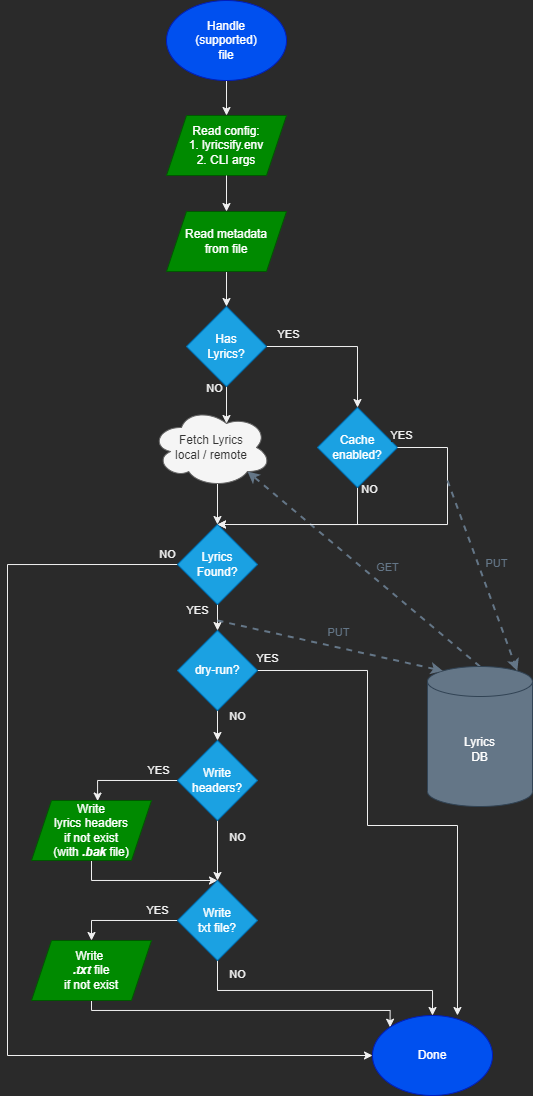 Handle
(supported)
file
Read config:
1. lyricsify.env
2. CLI args
Read metadata
from file
Has
Lyrics?
YES
NO
Fetch Lyrics
local / remote
Cache
enabled?
YES
NO
Lyrics
Found?
NO
YES
GET
PUT
PUT
dry-run?
YES
NO
Lyrics
DB
Write
headers?
YES
NO
Write
lyrics headers
if not exist
(with .bak file)
Write
txt file?
YES
NO
Write
.txt file
if not exist
Done